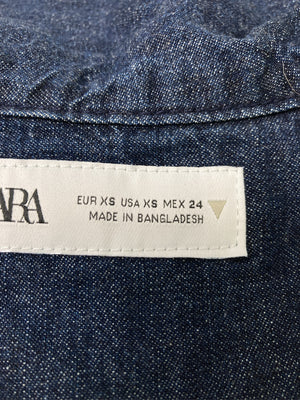 ARA
EUR XS USA XS MEX 24
MADE IN BANGLADESH